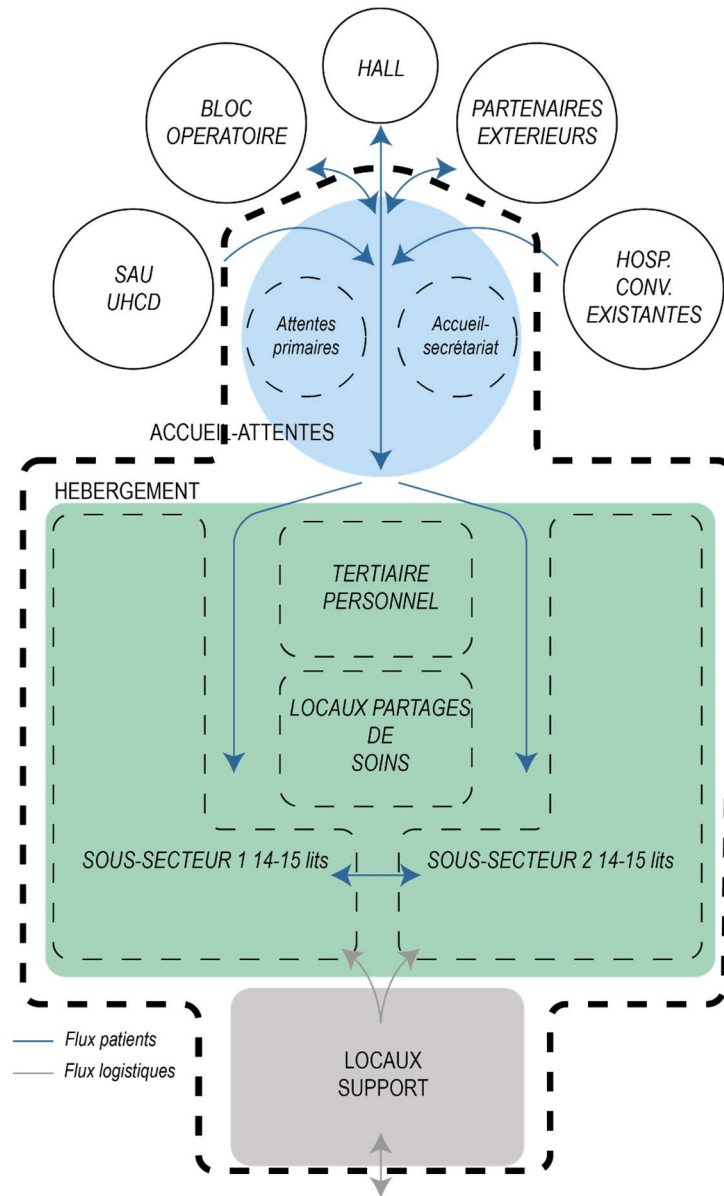 HALL
BLOC
OPERATOIRE
PARTENAIRES
EXTERIEURS
SAU
UHCD
HOSP.
CONV.
EXISTANTES
Attentes
primaires
Accueil-
secrétariat
ACCUEIL-ATTENTES
HEBERGEMENT
TERTIAIRE
PERSONNEL
LOCAUX PARTAGES
DE
SOINS
SOUS-SECTEUR 1 14-15 lits
SOUS-SECTEUR 2 14-15 lits
Flux patients
Flux logistiques
LOCAUX
SUPPORT